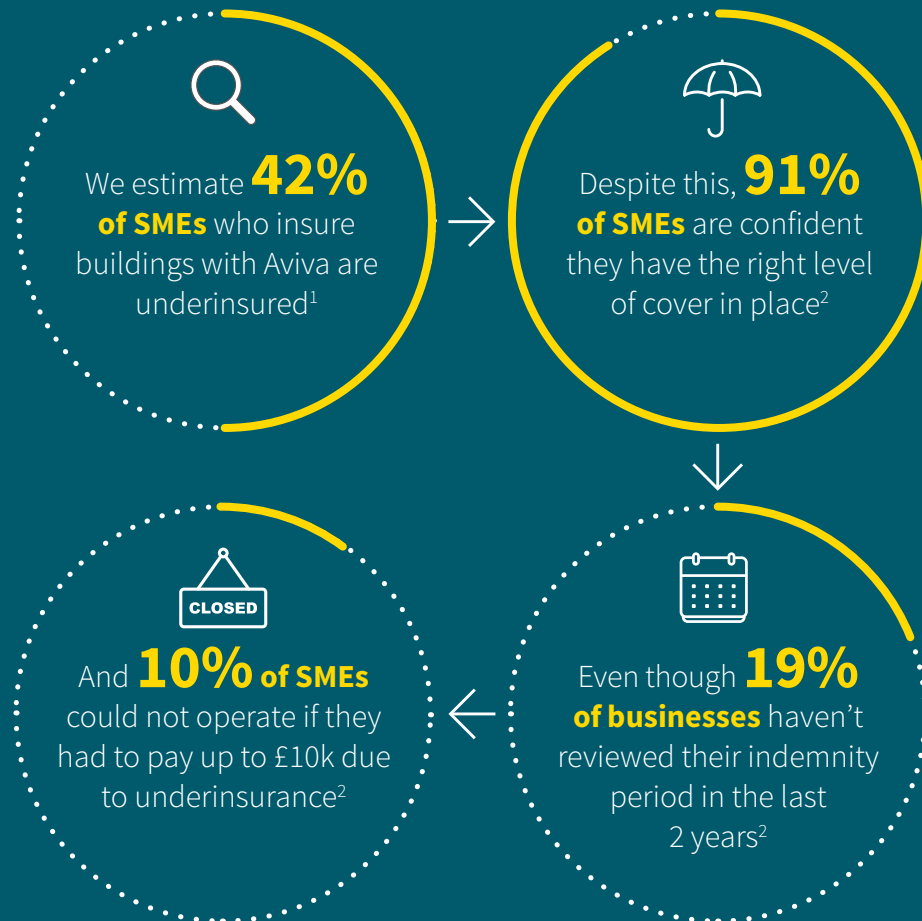 We estimate 42%
of SMEs who insure
buildings with Aviva are
underinsured¹
Despite this, 91%
of SMEs are confident
they have the right level
of cover in place²
Even though 19%
of businesses haven’t
reviewed their indemnity
period in the last
2 years²
CLOSED
And 10% of SMEs
could not operate if they
had to pay up to £10k due
to underinsurance²